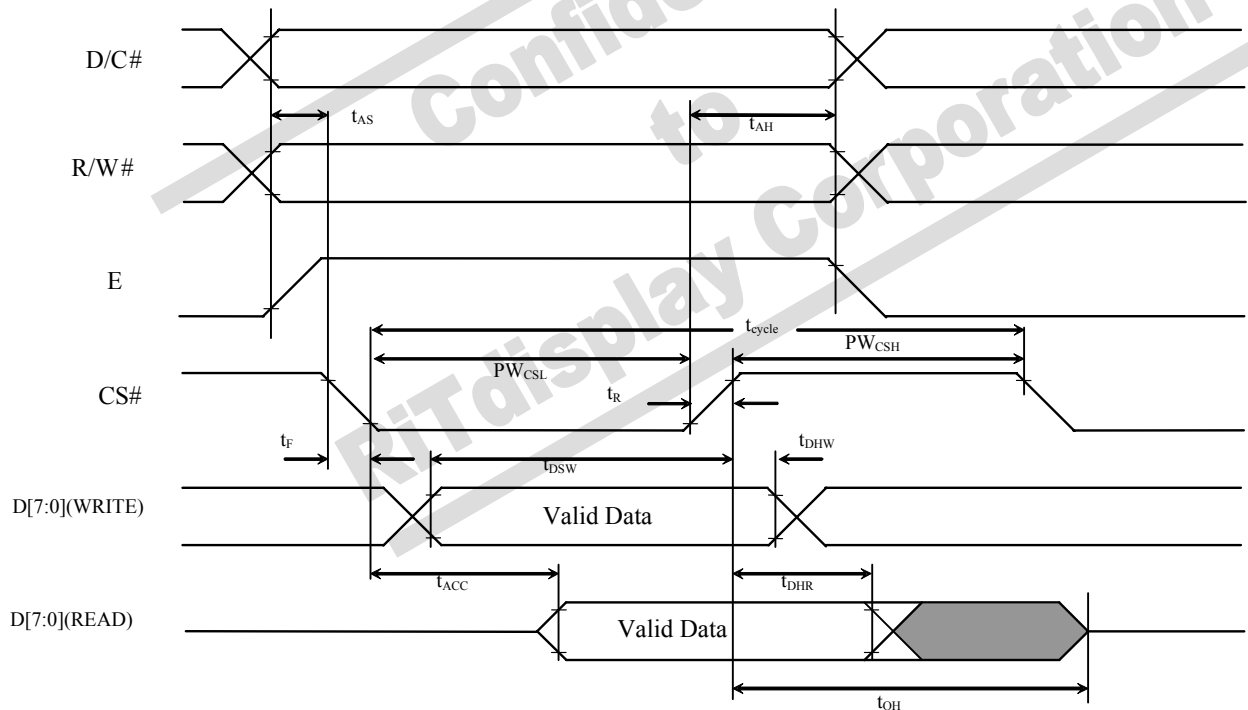 Confide
to
RiTdisplay Corporation
D/C#
tAS
tAH
R/W#
E
tcycle
PWCSL
PWCSH
CS#
tR
tF
tDSW
tDHW
D[7:0](WRITE)
Valid Data
tACC
tDHR
D[7:0](READ)
Valid Data
tOH